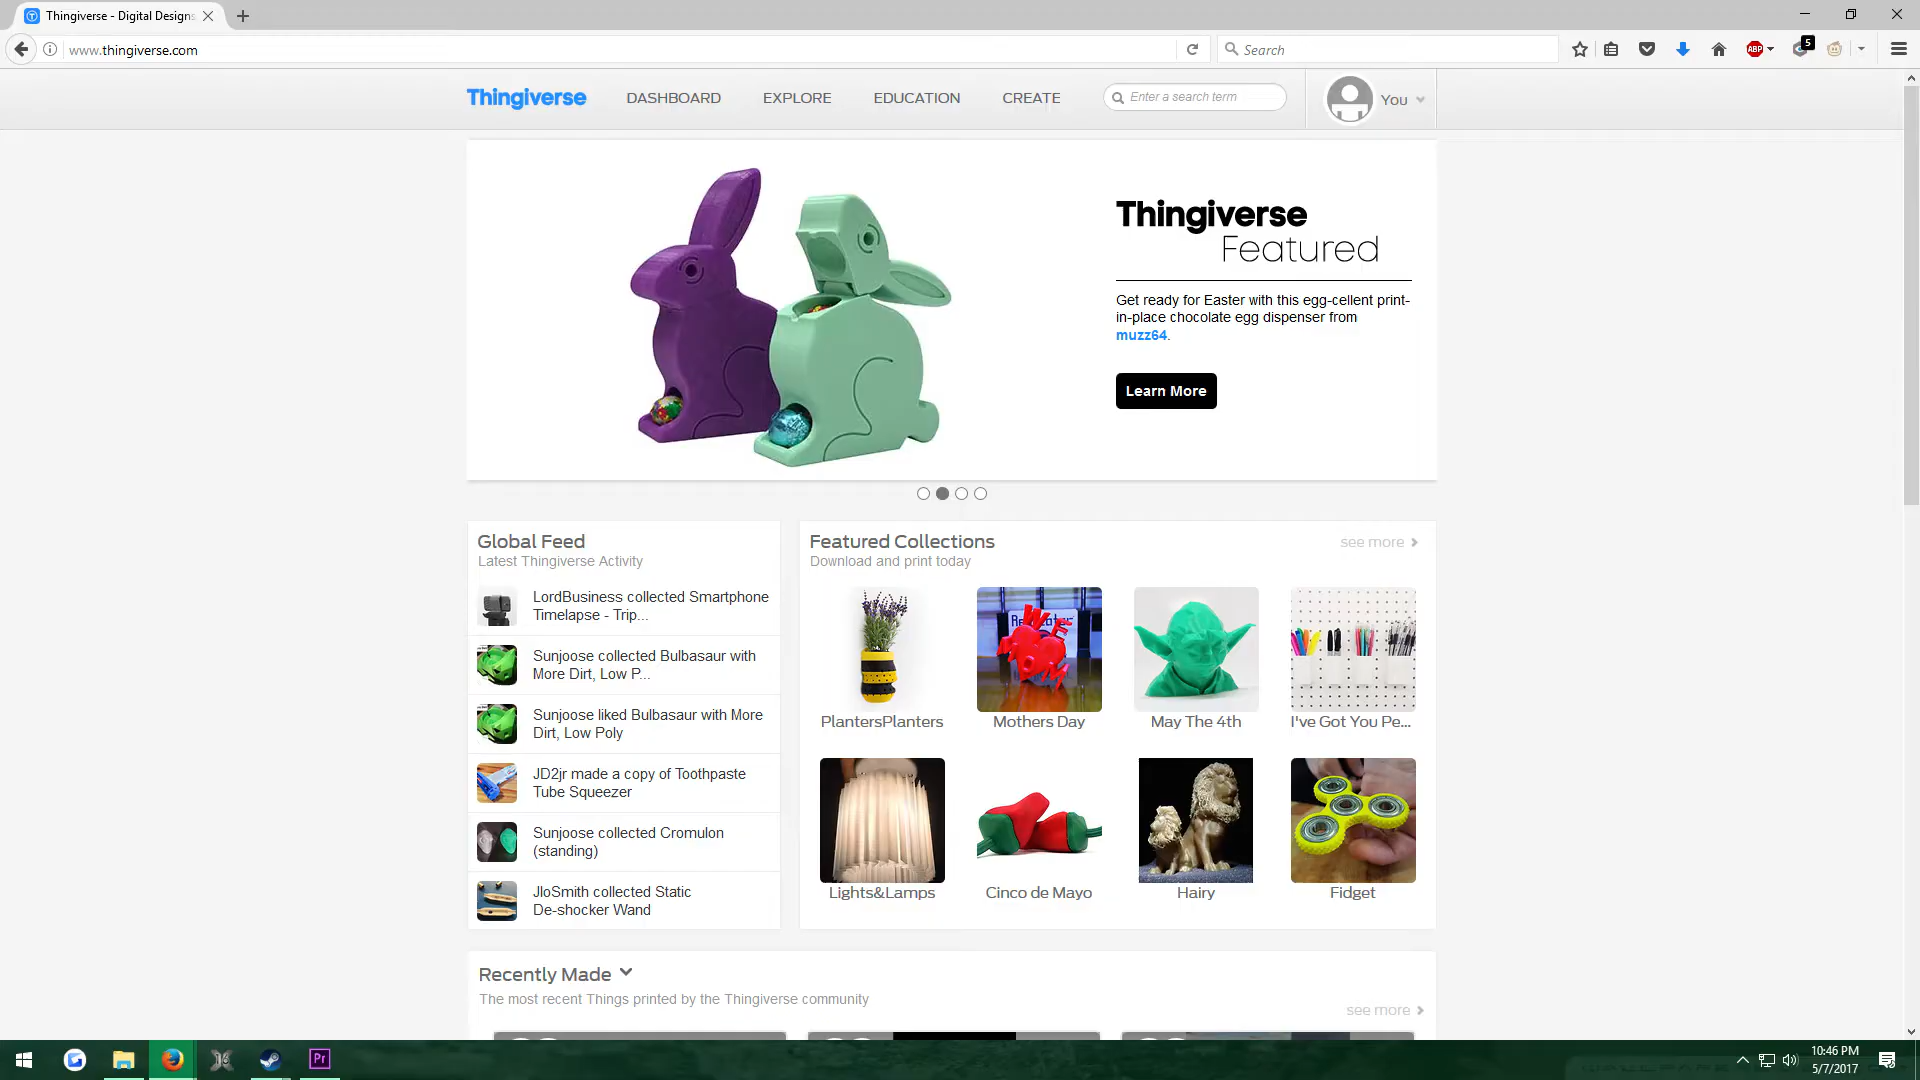 Thingiverse - Digital Designs
www.thingiverse.com
Search
ABP
5
Thingiverse
DASHBOARD
EXPLORE
EDUCATION
CREATE
Enter a search term
You
Thingiverse
Featured
Get ready for Easter with this egg-cellent print-
in-place chocolate egg dispenser from
muzz64.
Learn More
Global Feed
Latest Thingiverse Activity
LordBusiness collected Smartphone
Timelapse - Trip...
Sunjoose collected Bulbasaur with
More Dirt, Low P...
Sunjoose liked Bulbasaur with More
Dirt, Low Poly
JD2jr made a copy of Toothpaste
Tube Squeezer
Sunjoose collected Cromulon
(standing)
JloSmith collected Static
De-shocker Wand
Featured Collections
see more
Download and print today
PlantersPlanters
Mothers Day
May The 4th
I've Got You Pe...
Lights&Lamps
Cinco de Mayo
Hairy
Fidget
Recently Made
The most recent Things printed by the Thingiverse community
see more
Pr
10:46 PM
5/7/2017